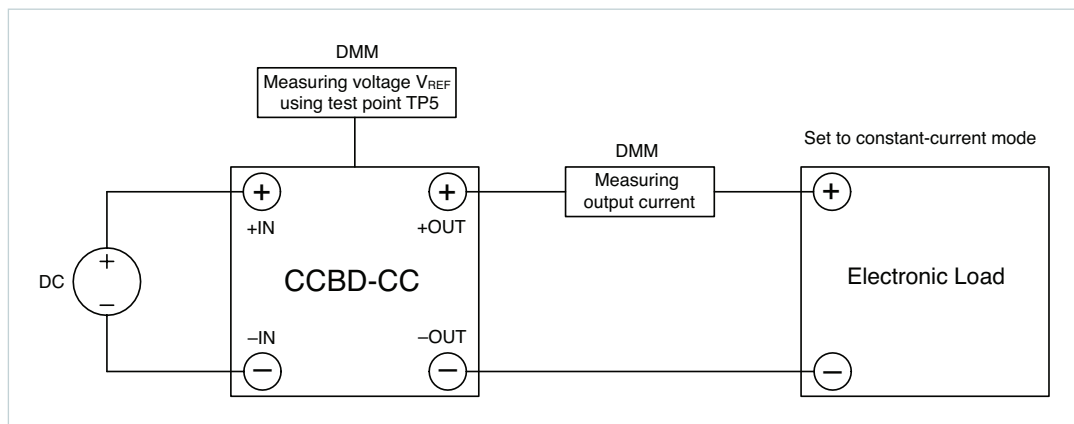 DMM
Measuring voltage VREF
using test point TP5
Set to constant-current mode
DMM
Measuring
output current
+
+
+
+IN
+OUT
DC
+
−
CCBD-CC
Electronic Load
−IN
−OUT
−
−
−